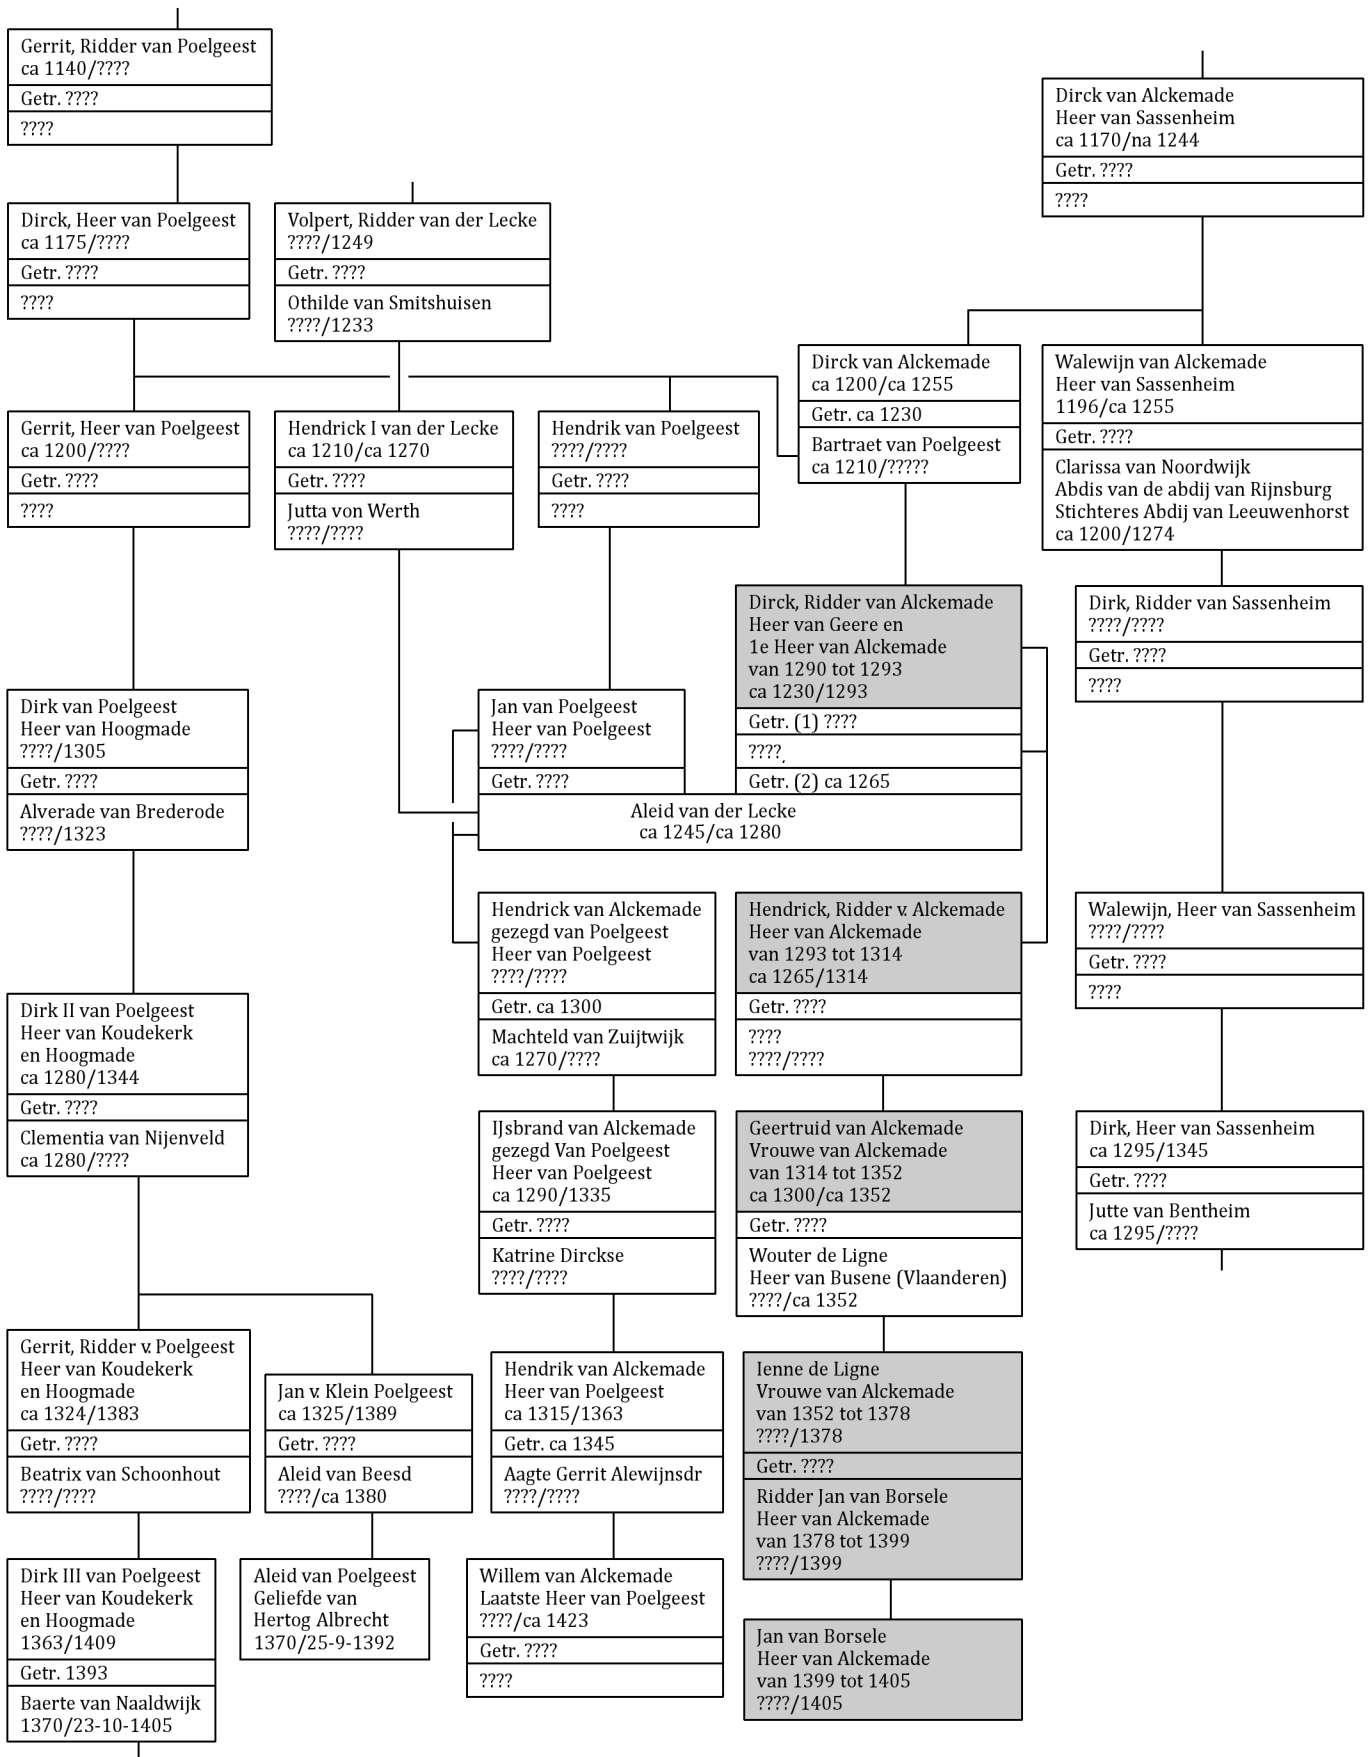 Gerrit, Ridder van Poelgeest
ca 1140/????
Getr. ????
????
Dirck van Alckemade
Heer van Sassenheim
ca 1170/na 1244
Getr. ????
????
Dirck, Heer van Poelgeest
ca 1175/????
Getr. ????
????
Volpert, Ridder van der Lecke
????/1249
Getr. ????
Othilde van Smitshuisen
????/1233
Dirck van Alckemade
ca 1200/ca 1255
Getr. ca 1230
Bartraet van Poelgeest
ca 1210/?????
Walewijn van Alckemade
Heer van Sassenheim
1196/ca 1255
Getr. ????
Clarissa van Noordwijk
Abdis van de abdij van Rijnsburg
Stichteres Abdij van Leeuwenhorst
ca 1200/1274
Gerrit, Heer van Poelgeest
ca 1200/????
Getr. ????
????
Hendrick I van der Lecke
ca 1210/ca 1270
Getr. ????
Jutta von Werth
????/????
Hendrik van Poelgeest
????/????
Getr. ????
????
Dirck, Ridder van Alckemade
Heer van Geere en
1e Heer van Alckemade
van 1290 tot 1293
ca 1230/1293
Getr. (1) ????
????,
Getr. (2) ca 1265
Dirk, Ridder van Sassenheim
????/????
Getr. ????
????
Dirk van Poelgeest
Heer van Hoogmade
????/1305
Getr. ????
Alverade van Brederode
????/1323
Jan van Poelgeest
Heer van Poelgeest
????/????
Getr. ????
Aleid van der Lecke
ca 1245/ca 1280
Hendrick van Alckemade
gezegd van Poelgeest
Heer van Poelgeest
????/????
Getr. ca 1300
Machteld van Zuijtwijk
ca 1270/????
Hendrick, Ridder v. Alckemade
Heer van Alckemade
van 1293 tot 1314
ca 1265/1314
Getr. ????
????
????/????
Walewijn, Heer van Sassenheim
????/????
Getr. ????
????
Dirk II van Poelgeest
Heer van Koudekerk
en Hoogmade
ca 1280/1344
Getr. ????
Clementia van Nijenveld
ca 1280/????
IJsbrand van Alckemade
gezegd Van Poelgeest
Heer van Poelgeest
ca 1290/1335
Getr. ????
Katrine Dirckse
????/????
Geertruid van Alckemade
Vrouwe van Alckemade
van 1314 tot 1352
ca 1300/ca 1352
Getr. ????
Wouter de Ligne
Heer van Busene (Vlaanderen)
????/ca 1352
Dirk, Heer van Sassenheim
ca 1295/1345
Getr. ????
Jutte van Bentheim
ca 1295/????
Gerrit, Ridder v. Poelgeest
Heer van Koudekerk
en Hoogmade
ca 1324/1383
Getr. ????
Beatrix van Schoonhout
????/????
Jan v. Klein Poelgeest
ca 1325/1389
Getr. ????
Aleid van Beesd
????/ca 1380
Hendrik van Alckemade
Heer van Poelgeest
ca 1315/1363
Getr. ca 1345
Aagte Gerrit Alewijnsdr
????/????
Ienne de Ligne
Vrouwe van Alckemade
van 1352 tot 1378
????/1378
Getr. ????
Ridder Jan van Borsele
Heer van Alckemade
van 1378 tot 1399
????/1399
Dirk III van Poelgeest
Heer van Koudekerk
en Hoogmade
1363/1409
Getr. 1393
Baerte van Naaldwijk
1370/23-10-1405
Aleid van Poelgeest
Geliefde van
Hertog Albrecht
1370/25-9-1392
Willem van Alckemade
Laatste Heer van Poelgeest
????/ca 1423
Getr. ????
????
Jan van Borsele
Heer van Alckemade
van 1399 tot 1405
????/1405